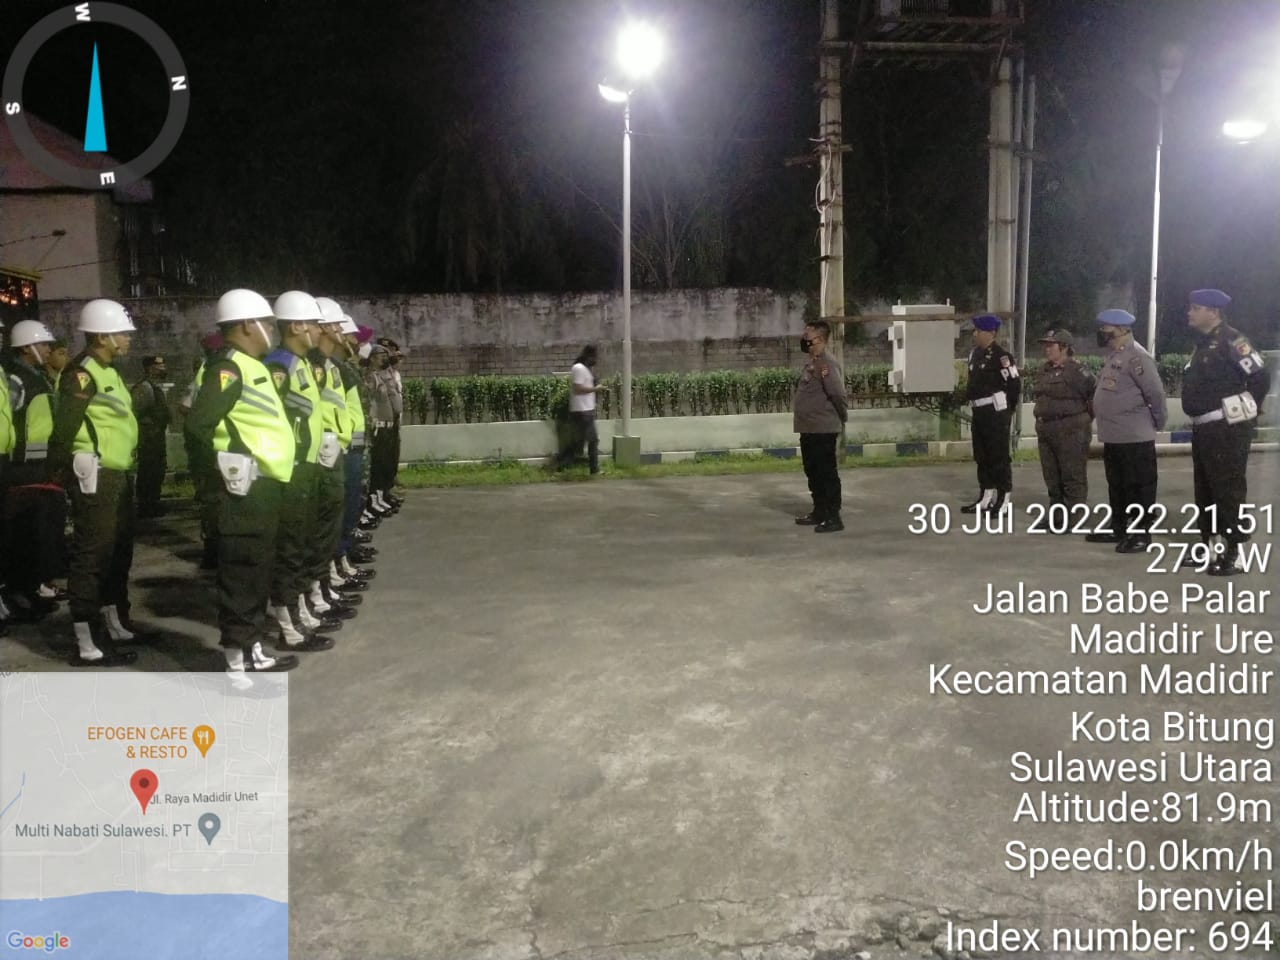 W
N
S
E
PM
PM
30 Jul 2022 22.21.51
279° W
Jalan Babe Palar
Madidir Ure
Kecamatan Madidir
Kota Bitung
Sulawesi Utara
Altitude:81.9m
Speed:0.0km/h
brenviel
Index number: 694
EFOGEN CAFE
& RESTO
Jl. Raya Madidir Unet
Multi Nabati Sulawesi. PT
Google